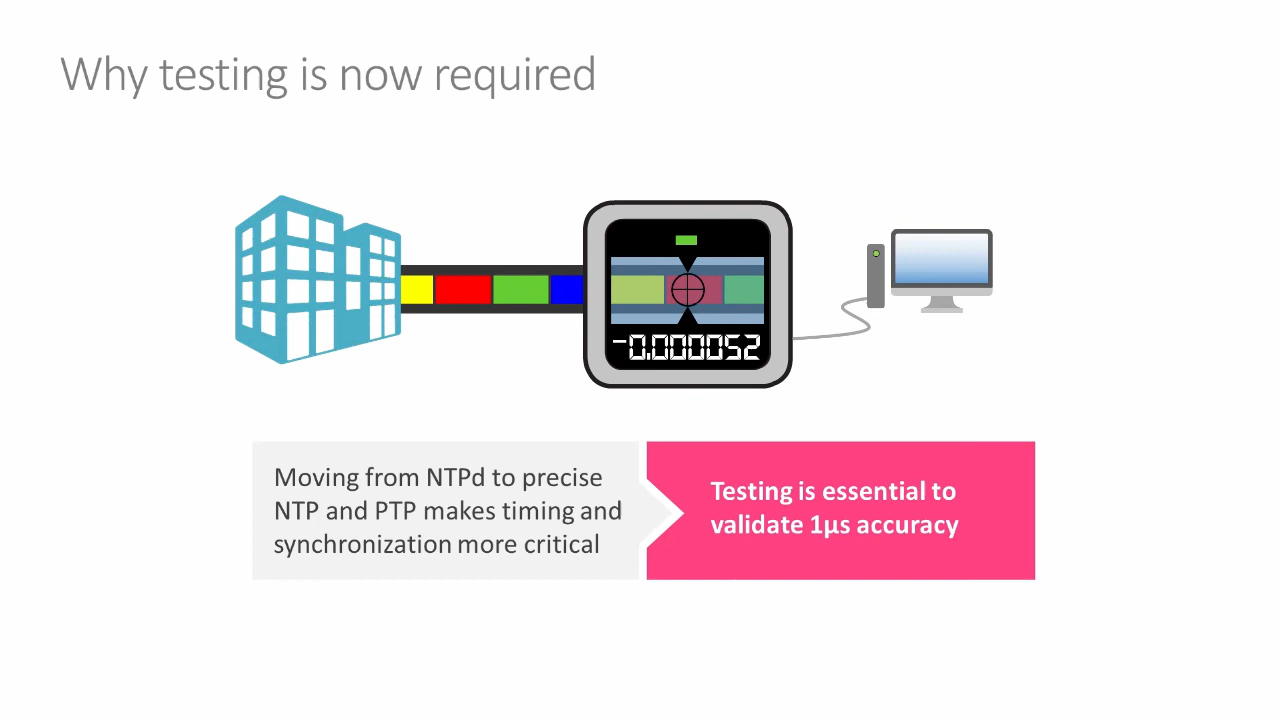 Why testing is now required
-0.000052
Moving from NTPd to precise
NTP and PTP makes timing and
synchronization more critical
Testing is essential to
validate 1µs accuracy